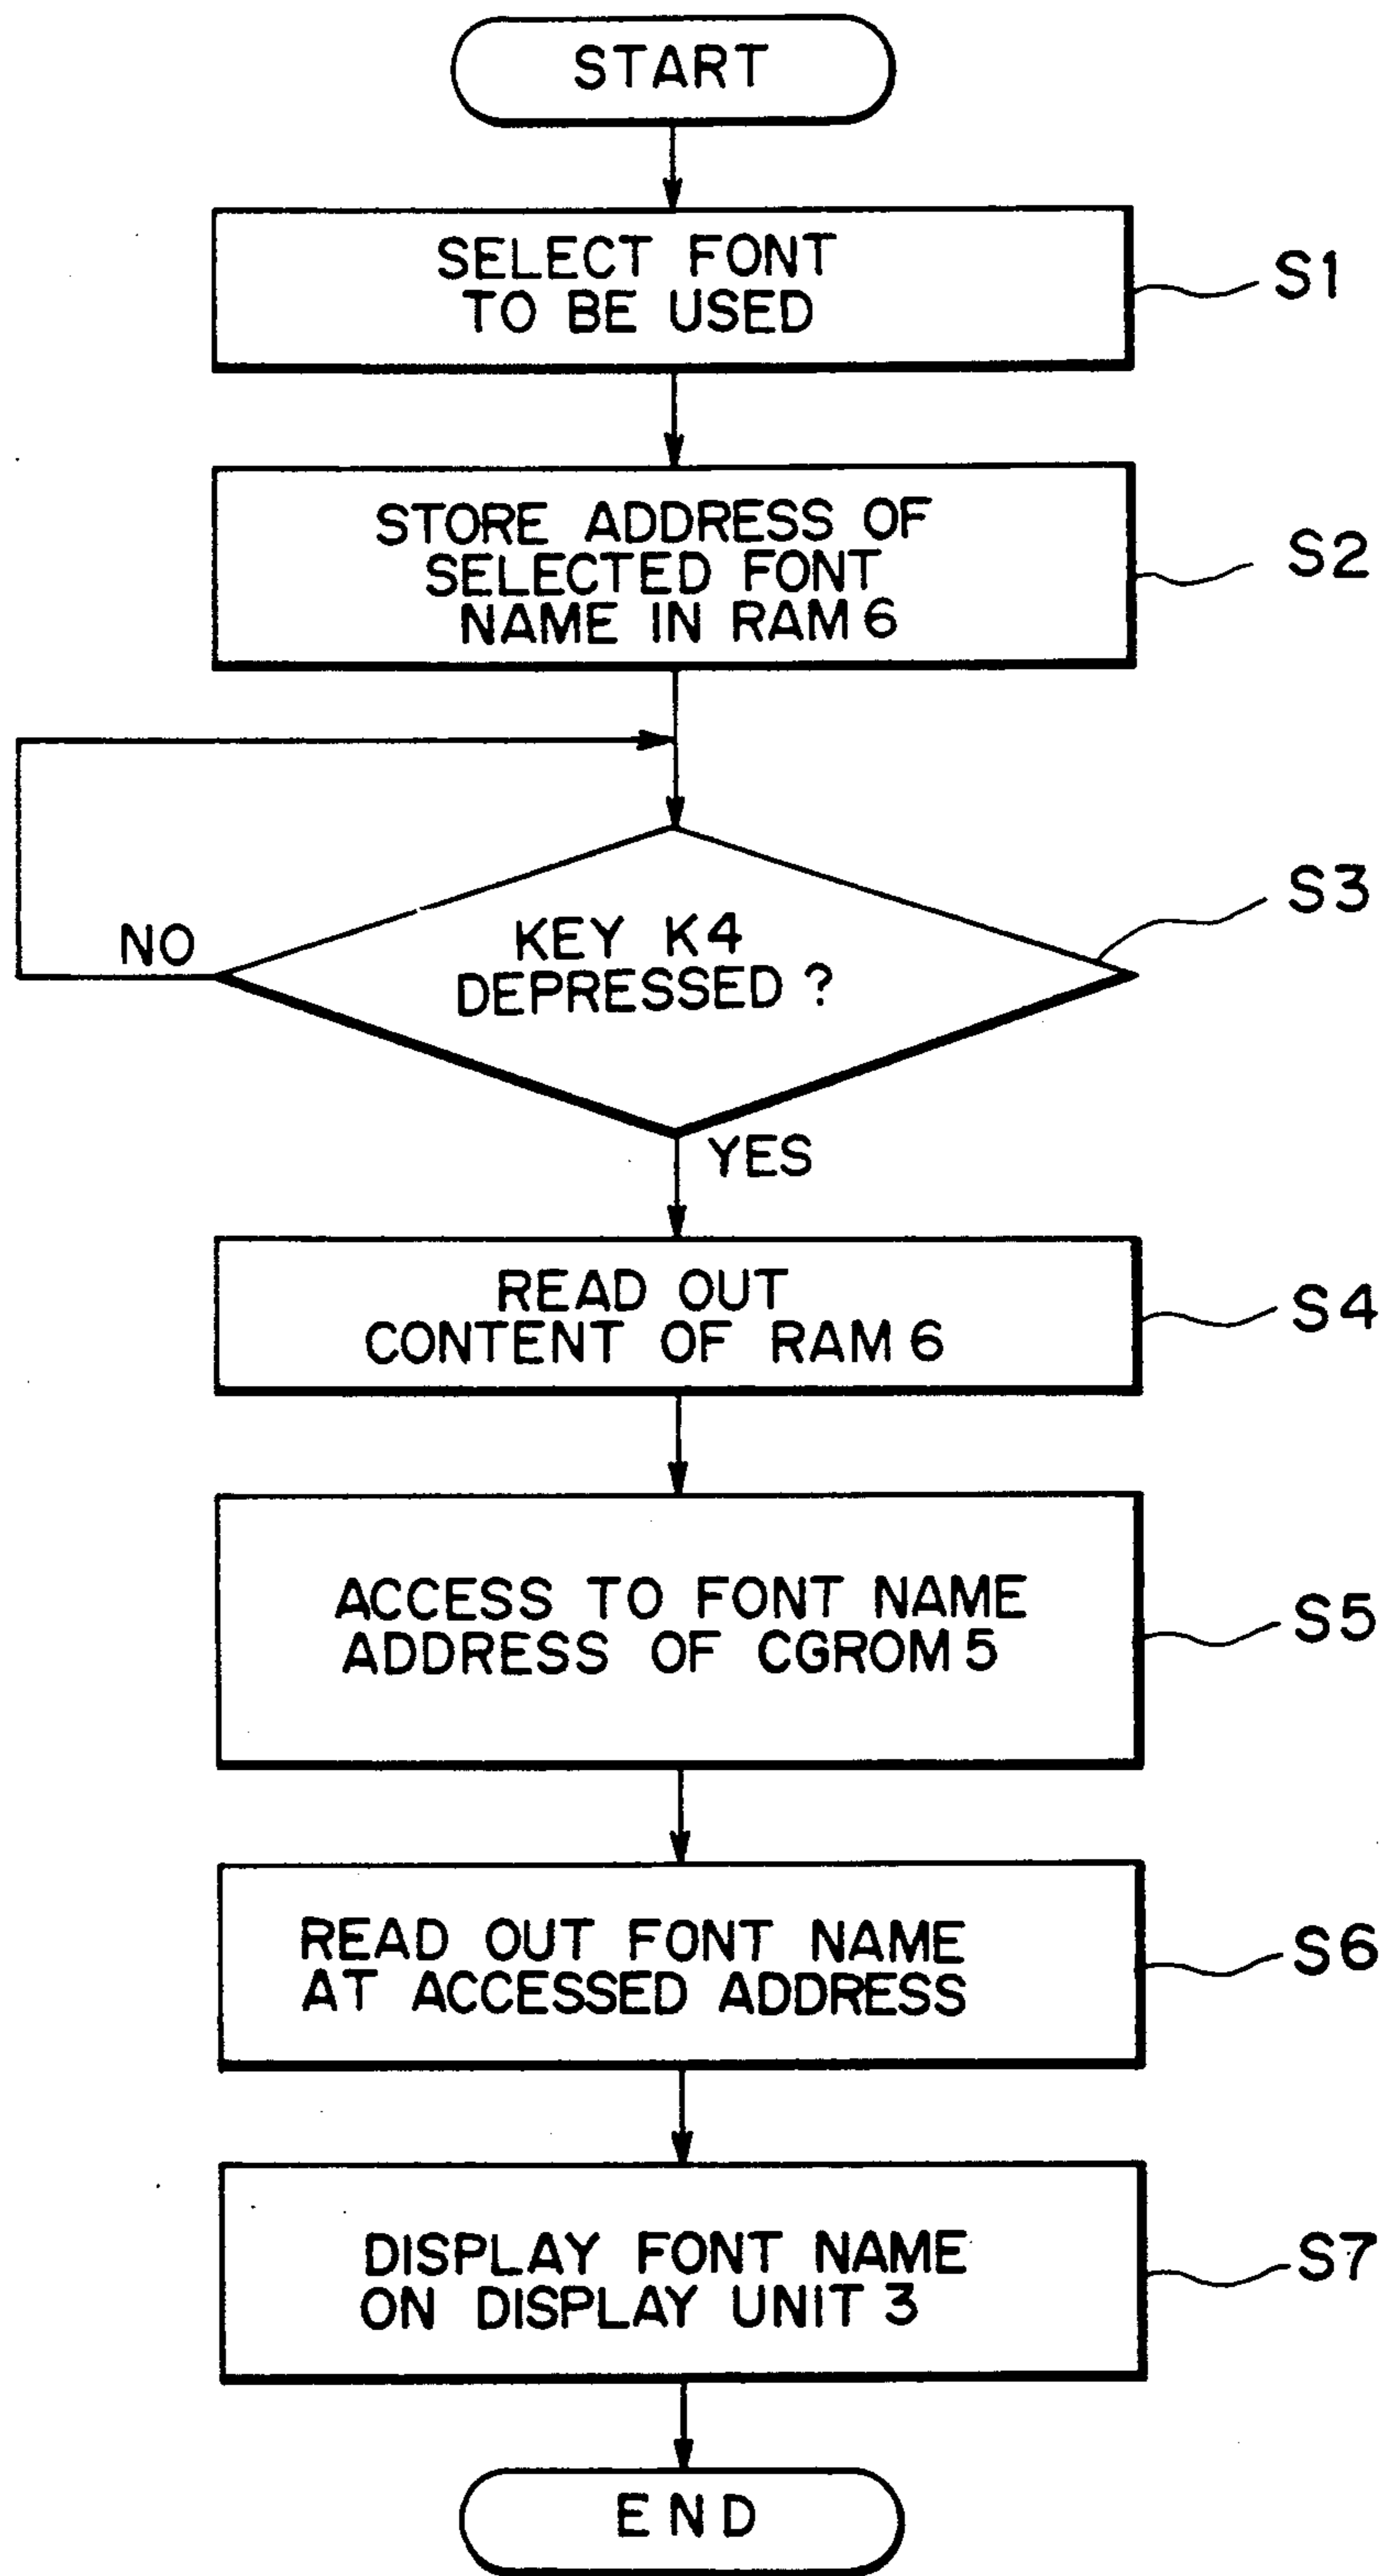 START
SELECT FONT
TO BE USED
S1
STORE ADDRESS OF
SELECTED FONT
NAME IN RAM 6
S2
KEY K4
DEPRESSED ?
S3
NO
YES
READ OUT
CONTENT OF RAM 6
S4
ACCESS TO FONT NAME
ADDRESS OF CGROM 5
S5
READ OUT FONT NAME
AT ACCESSED ADDRESS
S6
DISPLAY FONT NAME
ON DISPLAY UNIT 3
S7
END